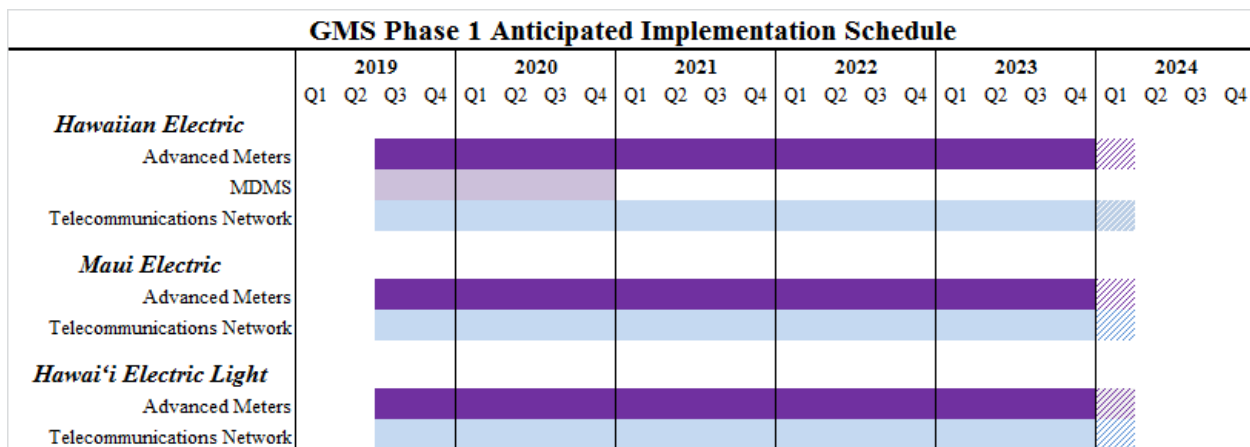 GMS Phase 1 Anticipated Implementation Schedule
2019 2020 2021 2022 2023 2024
Q1 Q2 Q3 Q4 Q1 Q2 Q3 Q4 Q1 Q2 Q3 Q4 Q1 Q2 Q3 Q4 Q1 Q2 Q3 Q4 Q1 Q2 Q3 Q4
Hawaiian Electric
Advanced Meters
MDMS
Telecommunications Network
Maui Electric
Advanced Meters
Telecommunications Network
Hawaiʻi Electric Light
Advanced Meters
Telecommunications Network